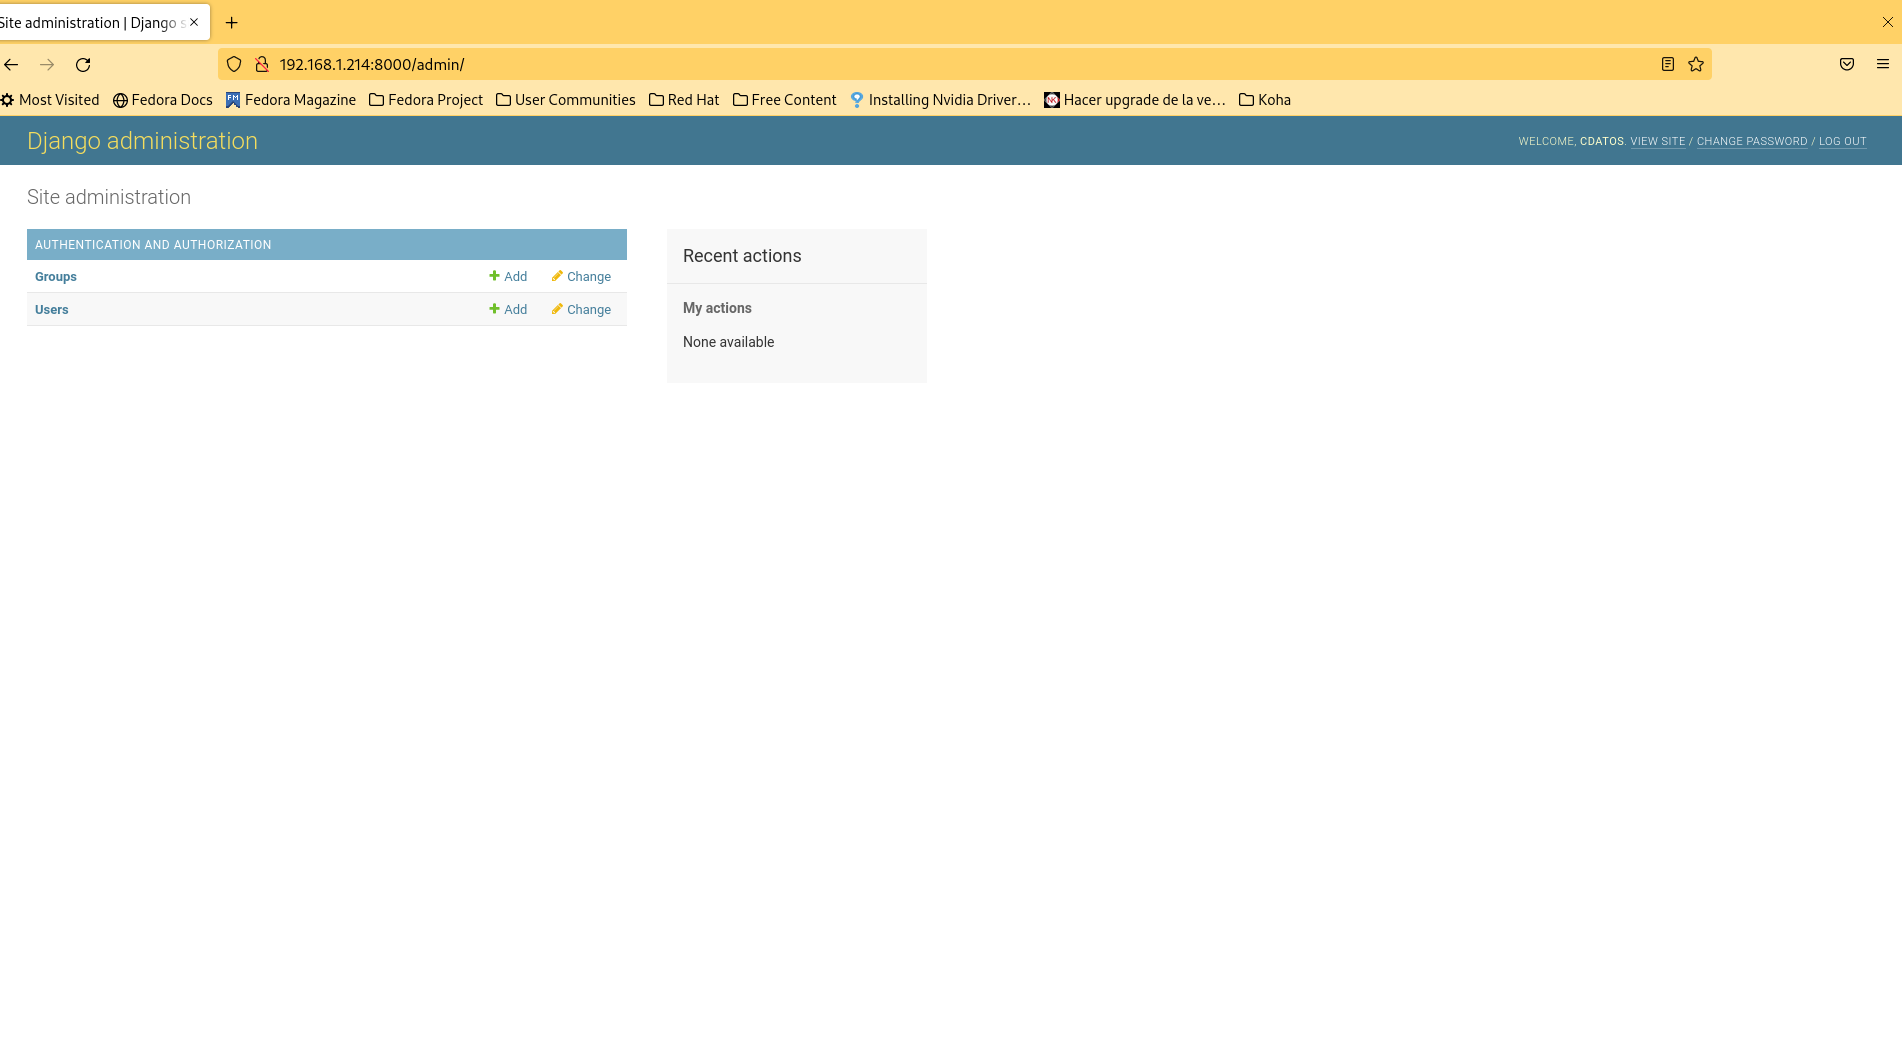 Site administration | Django s
192.168.1.214:8000/admin/
Most Visited Fedora Docs Fedora Magazine Fedora Project User Communities Red Hat Free Content Installing Nvidia Driver… Hacer upgrade de la ve… Koha
Django administration
WELCOME, CDATOS. VIEW SITE / CHANGE PASSWORD / LOG OUT
Site administration
AUTHENTICATION AND AUTHORIZATION
Groups Add Change
Users Add Change
Recent actions
My actions
None available